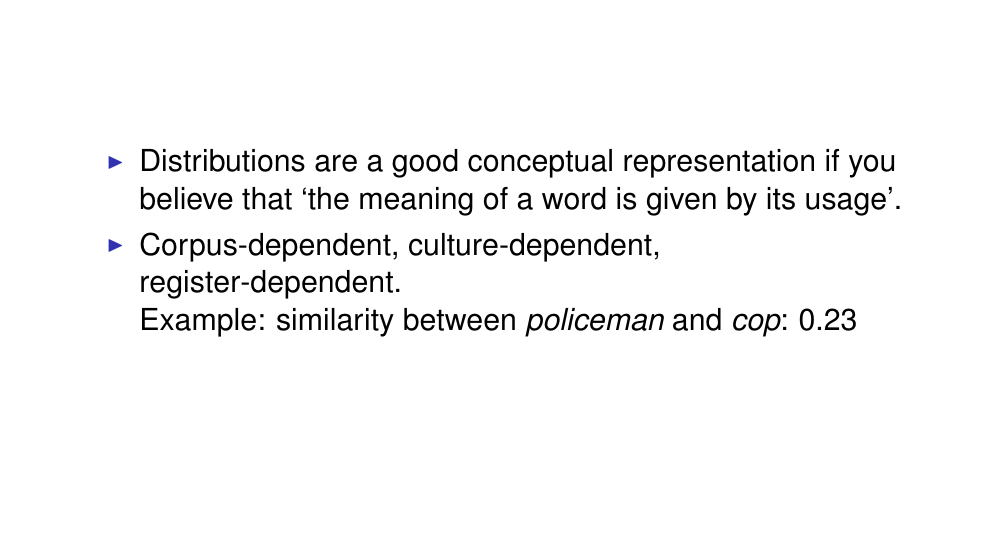 ▶ Distributions are a good conceptual representation if you
believe that ‘the meaning of a word is given by its usage’.
▶ Corpus-dependent, culture-dependent,
register-dependent.
Example: similarity between policeman and cop: 0.23